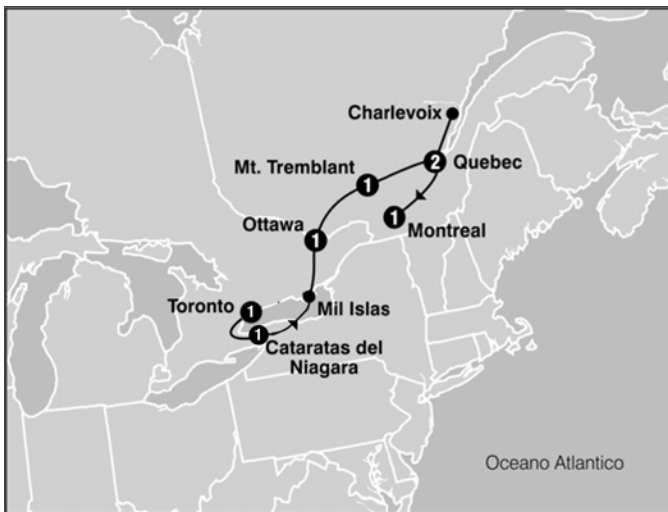 Charlevoix
2
Quebec
Mt. Tremblant
1
1
Montreal
Ottawa
1
Toronto
1
Mil Islas
1
Cataratas del
Niagara
Oceano Atlantico